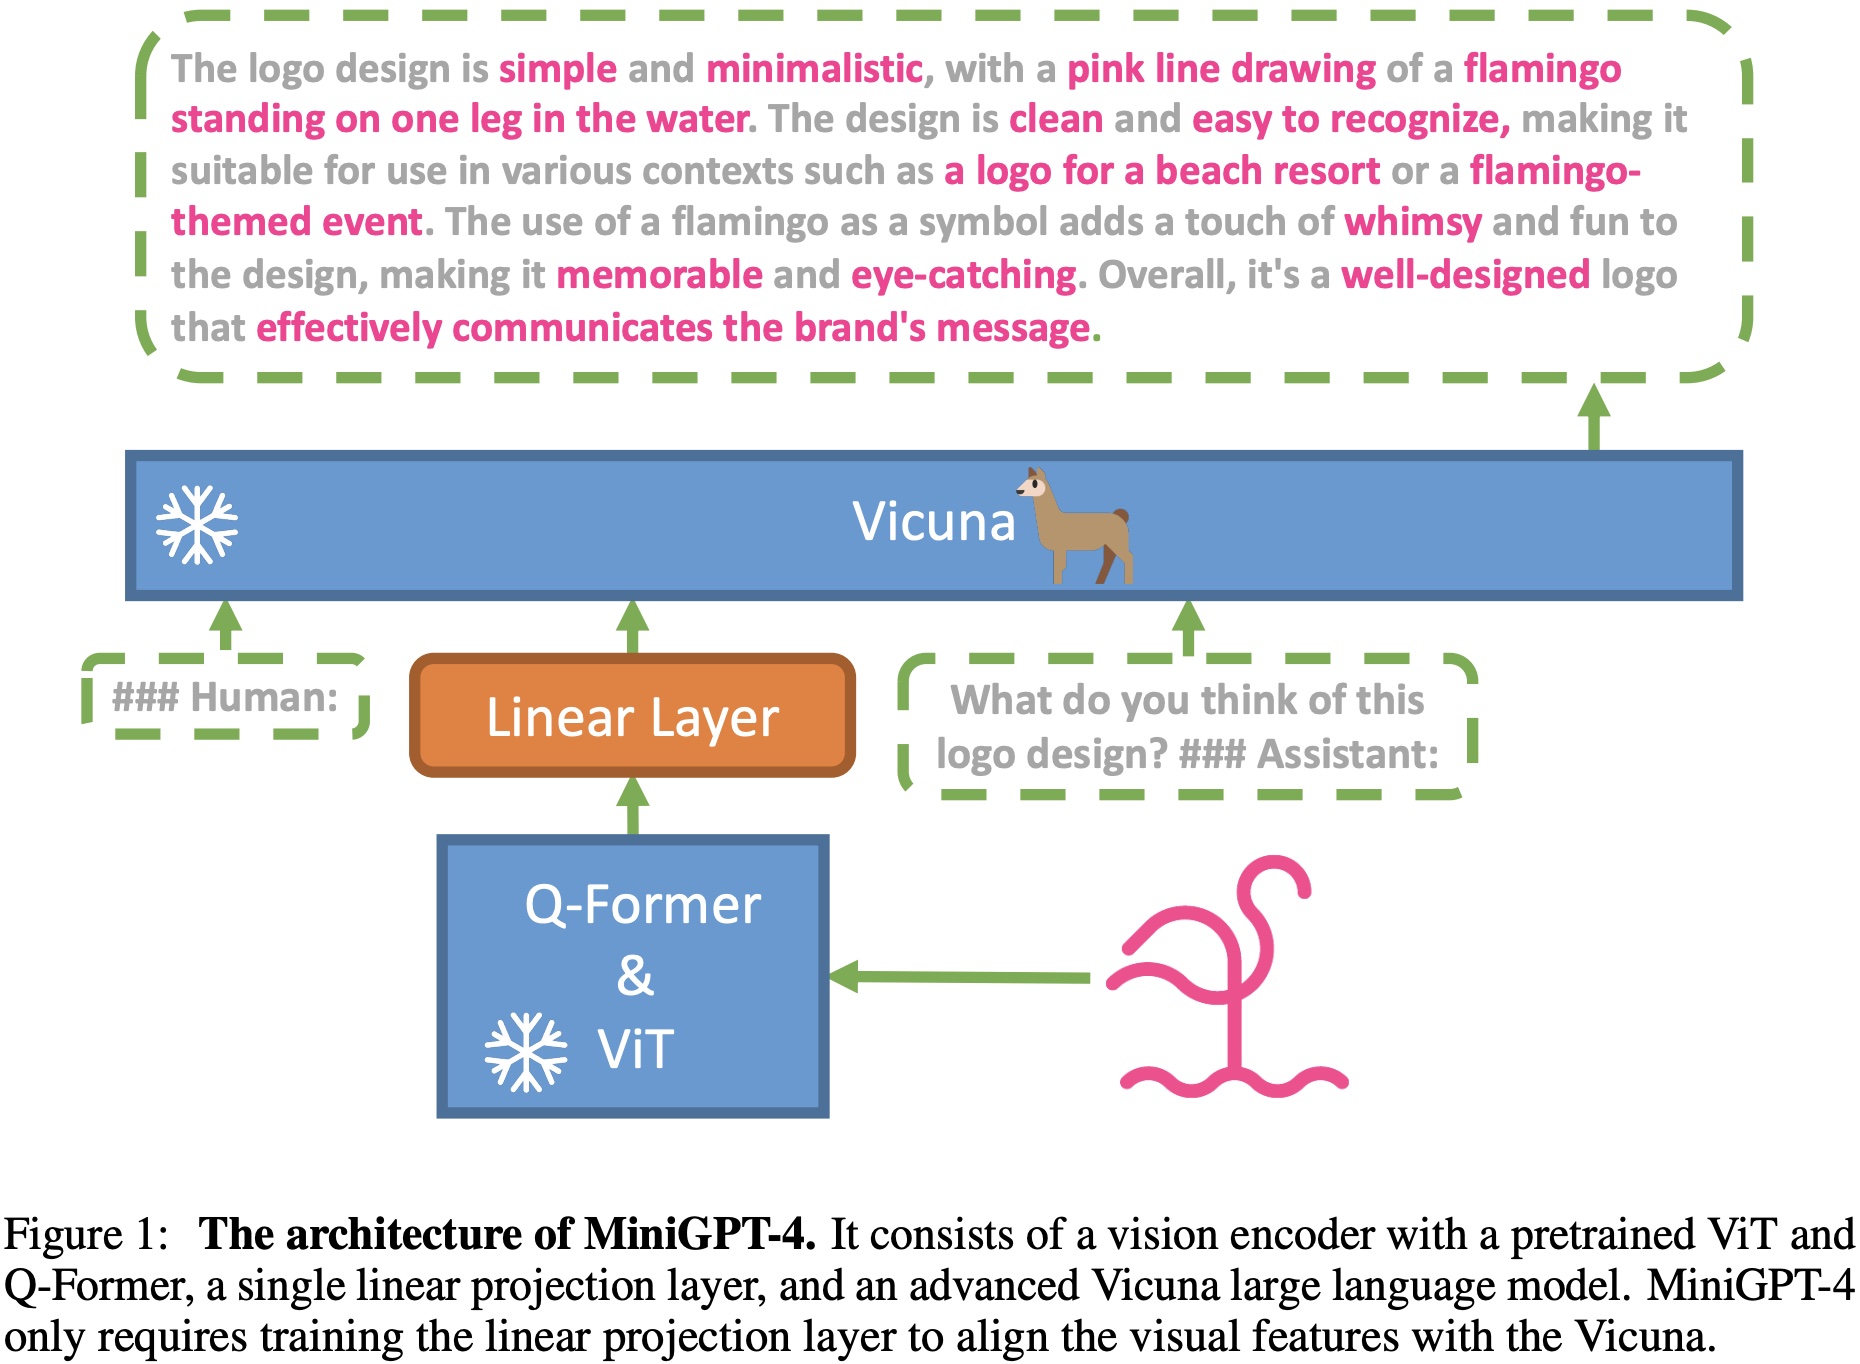 The logo design is simple and minimalistic, with a pink line drawing of a flamingo
standing on one leg in the water. The design is clean and easy to recognize, making it
suitable for use in various contexts such as a logo for a beach resort or a flamingo-
themed event. The use of a flamingo as a symbol adds a touch of whimsy and fun to
the design, making it memorable and eye-catching. Overall, it's a well-designed logo
that effectively communicates the brand's message.
Vicuna
### Human:
Linear Layer
What do you think of this
logo design? ### Assistant:
Q-Former
&
ViT
Figure 1: The architecture of MiniGPT-4. It consists of a vision encoder with a pretrained ViT and
Q-Former, a single linear projection layer, and an advanced Vicuna large language model. MiniGPT-4
only requires training the linear projection layer to align the visual features with the Vicuna.